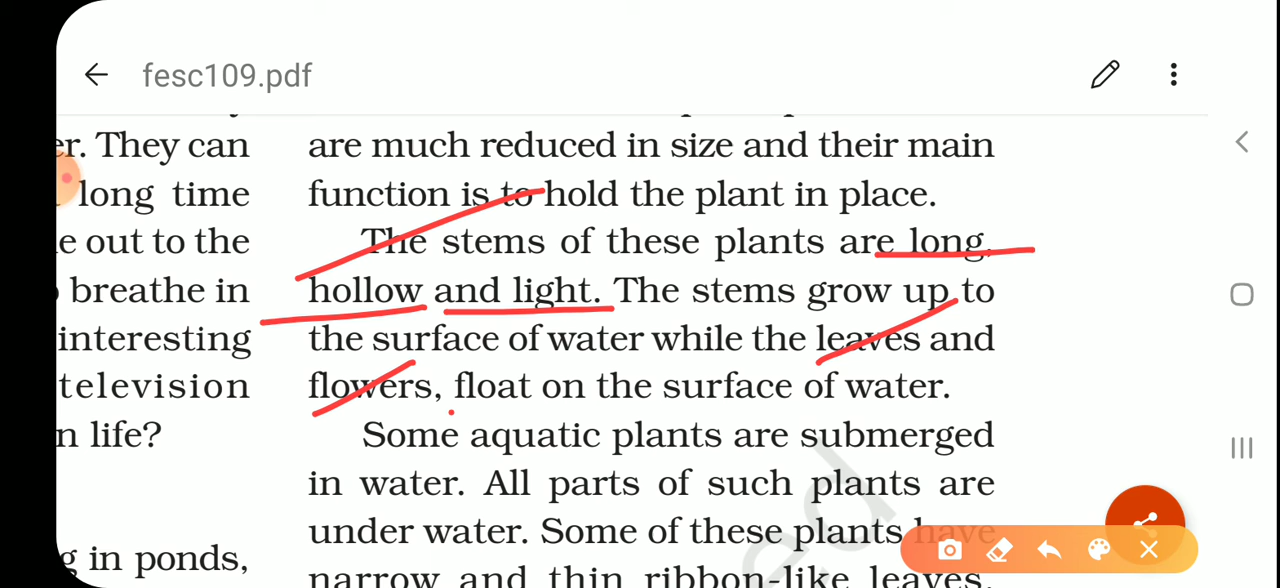 fesc109.pdf
er. They can
long time
e out to the
breathe in
interesting
television
n life?
g in ponds,
are much reduced in size and their main
function is to hold the plant in place.
The stems of these plants are long,
hollow and light. The stems grow up to
the surface of water while the leaves and
flowers, float on the surface of water.
Some aquatic plants are submerged
in water. All parts of such plants are
under water. Some of these plants have
narrow and thin ribbon-like leaves.
ed